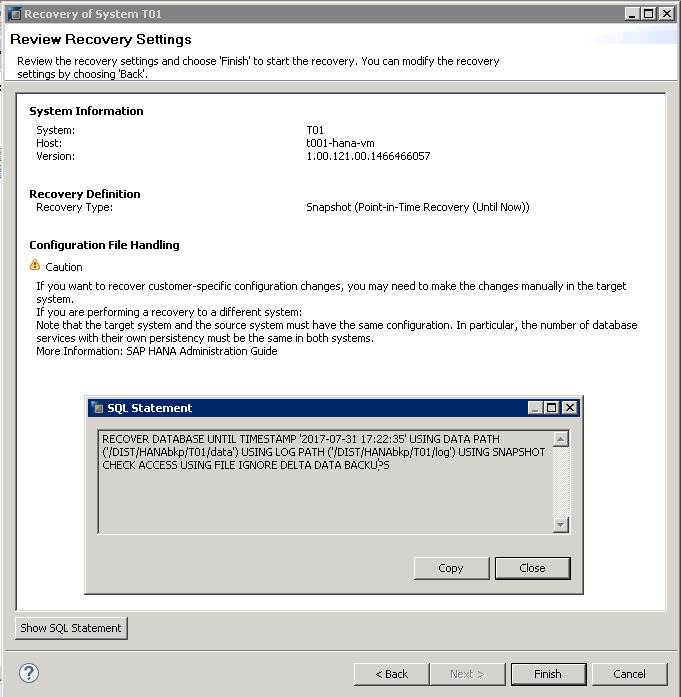 Recovery of System T01
Review Recovery Settings
Review the recovery settings and choose 'Finish' to start the recovery. You can modify the recovery
settings by choosing 'Back'.
System Information
System: T01
Host: t001-hana-vm
Version: 1.00.121.00.1466466057
Recovery Definition
Recovery Type: Snapshot (Point-in-Time Recovery (Until Now))
Configuration File Handling
Caution
If you want to recover customer-specific configuration changes, you may need to make the changes manually in the target
system.
If you are performing a recovery to a different system:
Note that the target system and the source system must have the same configuration. In particular, the number of database
services with their own persistency must be the same in both systems.
More Information: SAP HANA Administration Guide
SQL Statement
RECOVER DATABASE UNTIL TIMESTAMP '2017-07-31 17:22:35' USING DATA PATH
('/DIST/HANAbkp/T01/data') USING LOG PATH ('/DIST/HANAbkp/T01/log') USING SNAPSHOT
CHECK ACCESS USING FILE IGNORE DELTA DATA BACKUPS
Copy Close
Show SQL Statement
? < Back Next > Finish Cancel